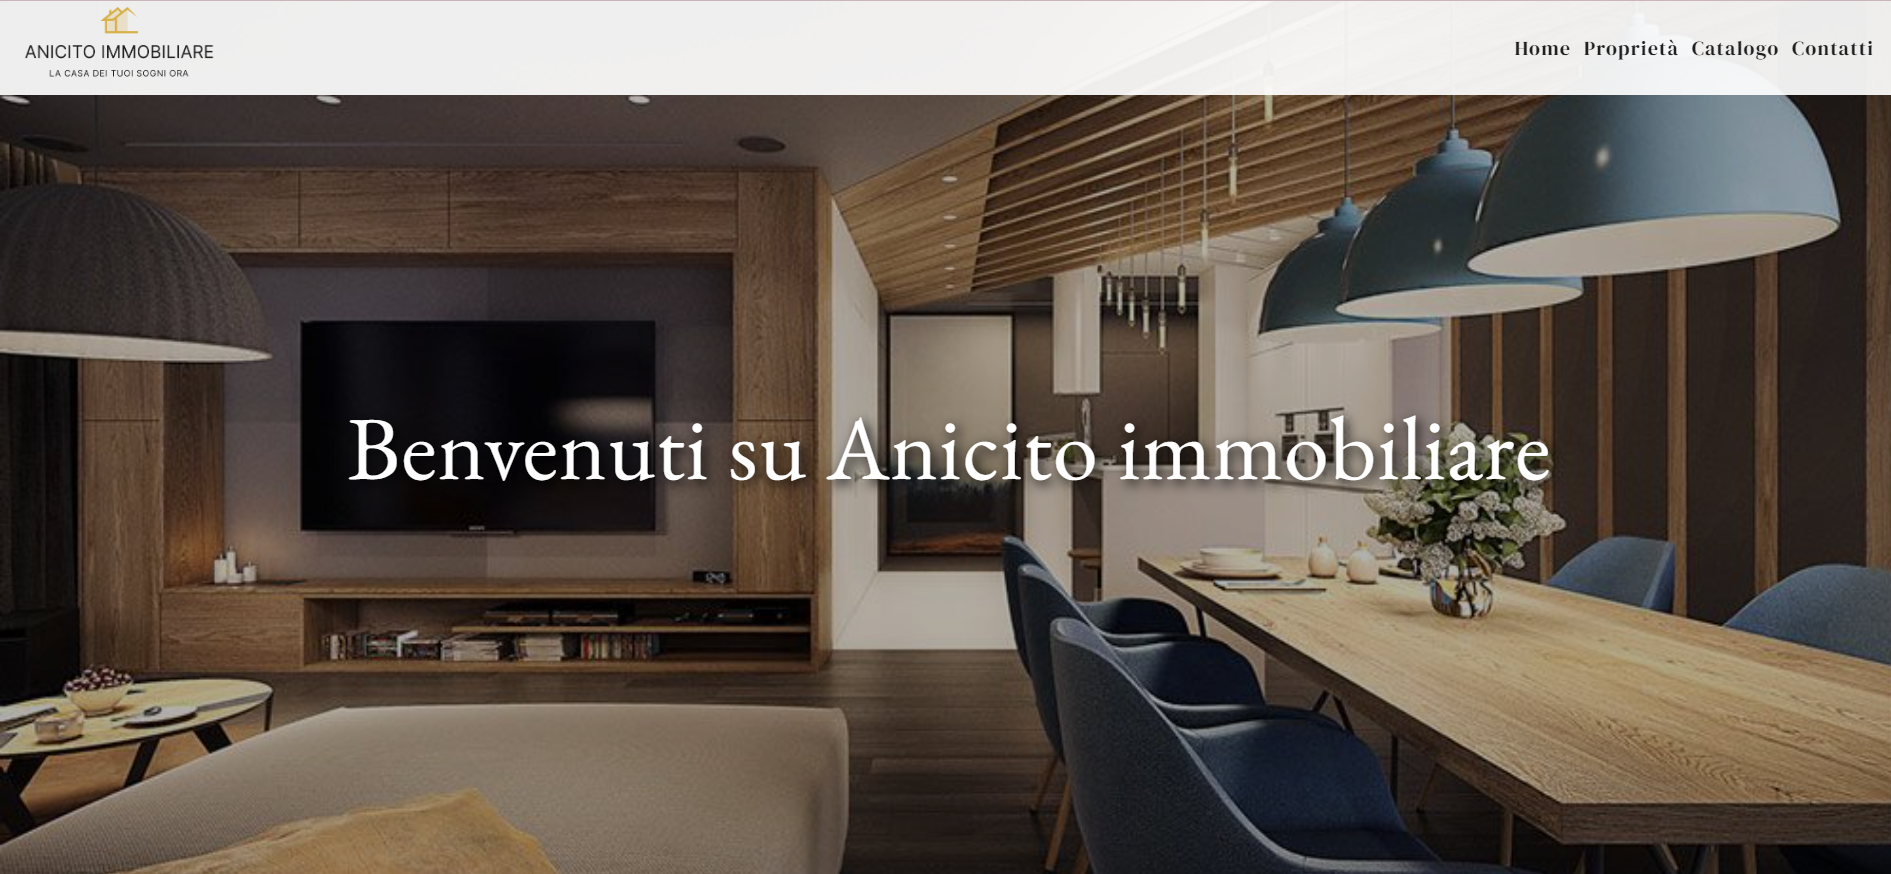 ANICITO IMMOBILIARE
LA CASA DEI TUOI SOGNI ORA
Home Proprietà Catalogo Contatti
Benvenuti su Anicito immobiliare